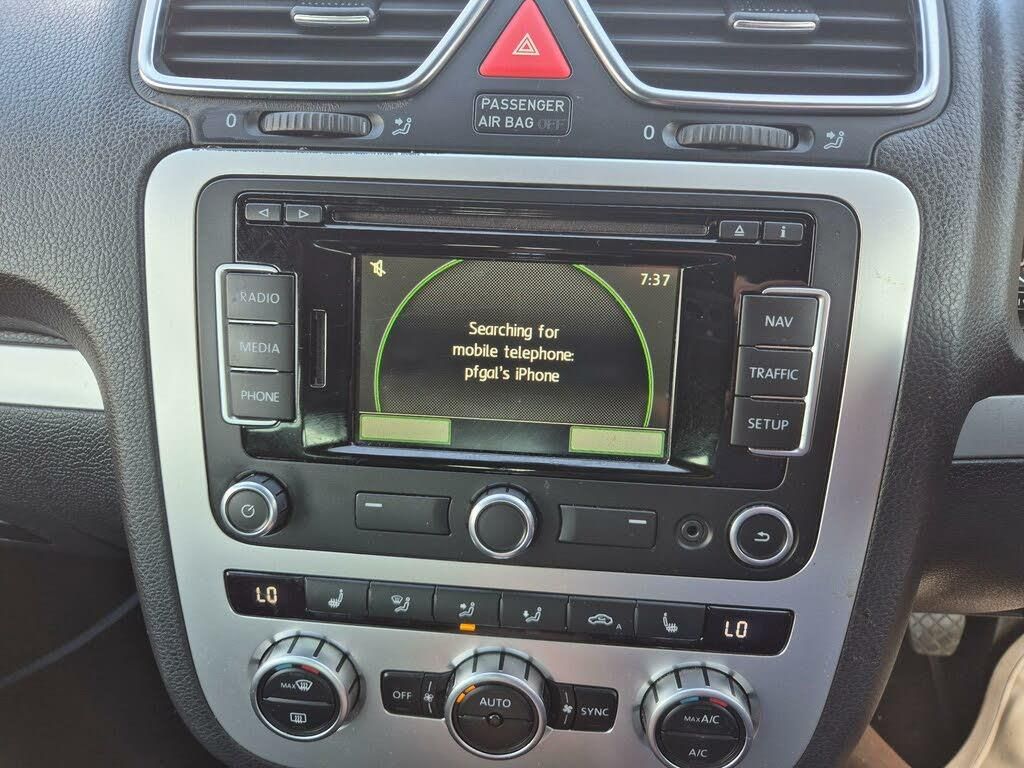 PASSENGER
AIR BAG OFF
0
0
RADIO
MEDIA
PHONE
7:37
Searching for
mobile telephone:
pfgal's iPhone
NAV
TRAFFIC
SETUP
i
LO
A
LO
MAX
OFF
AUTO
SYNC
MAX A/C
A/C